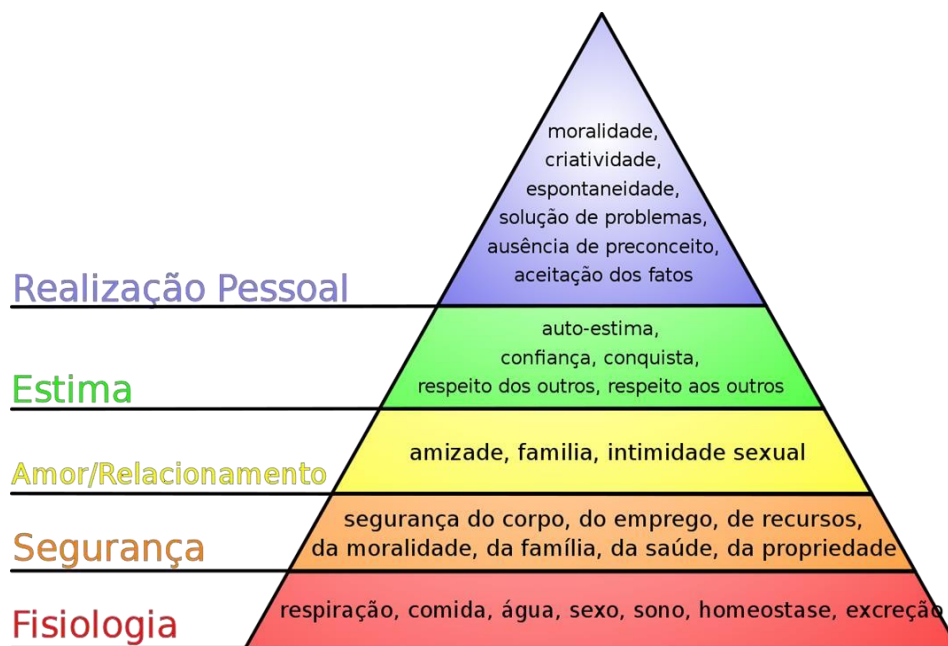 moralidade,
criatividade,
espontaneidade,
solução de problemas,
ausência de preconceito,
aceitação dos fatos
Realização Pessoal
auto-estima,
confiança, conquista,
respeito dos outros, respeito aos outros
Estima
amizade, familia, intimidade sexual
Amor/Relacionamento
segurança do corpo, do emprego, de recursos,
da moralidade, da família, da saúde, da propriedade
Segurança
respiração, comida, água, sexo, sono, homeostase, excreção
Fisiologia